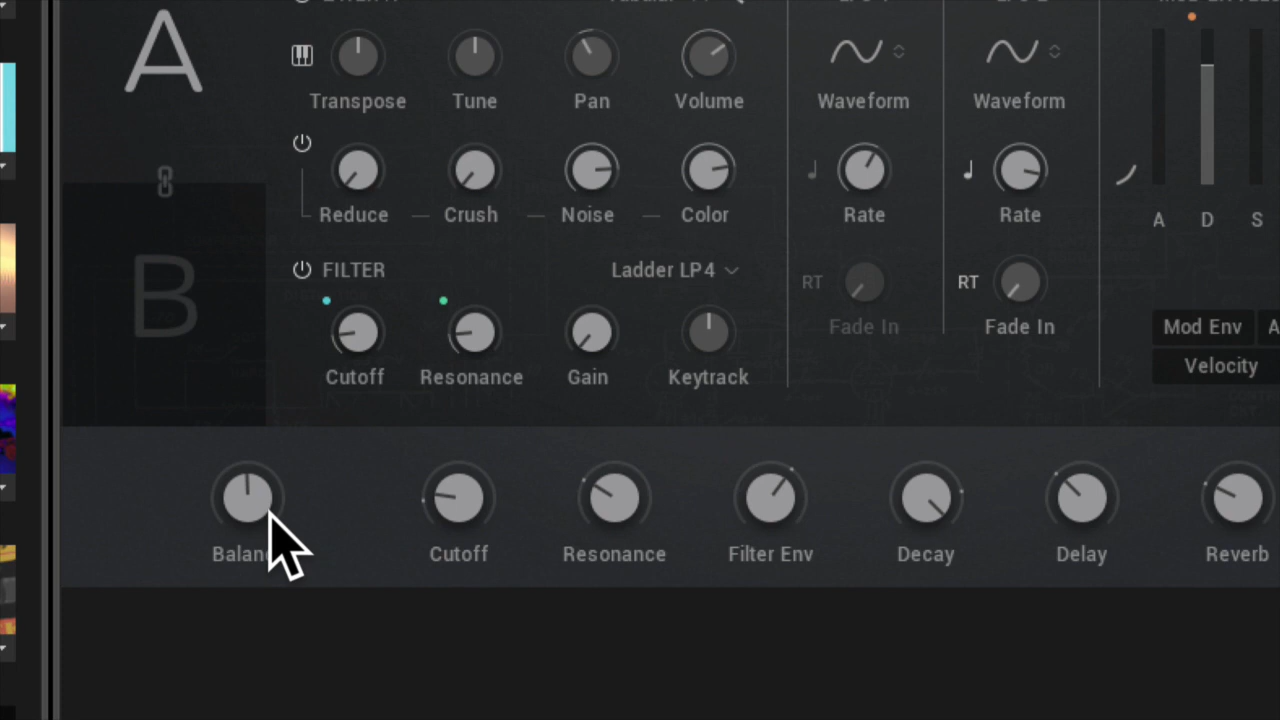 A
Transpose Tune Pan Volume Waveform Waveform
Reduce Crush Noise Color Rate Rate A D S
B
FILTER Ladder LP4 RT RT
Fade In Fade In Mod Env A
Velocity
Cutoff Resonance Gain Keytrack
Cutoff Resonance Filter Env Decay Delay Reverb